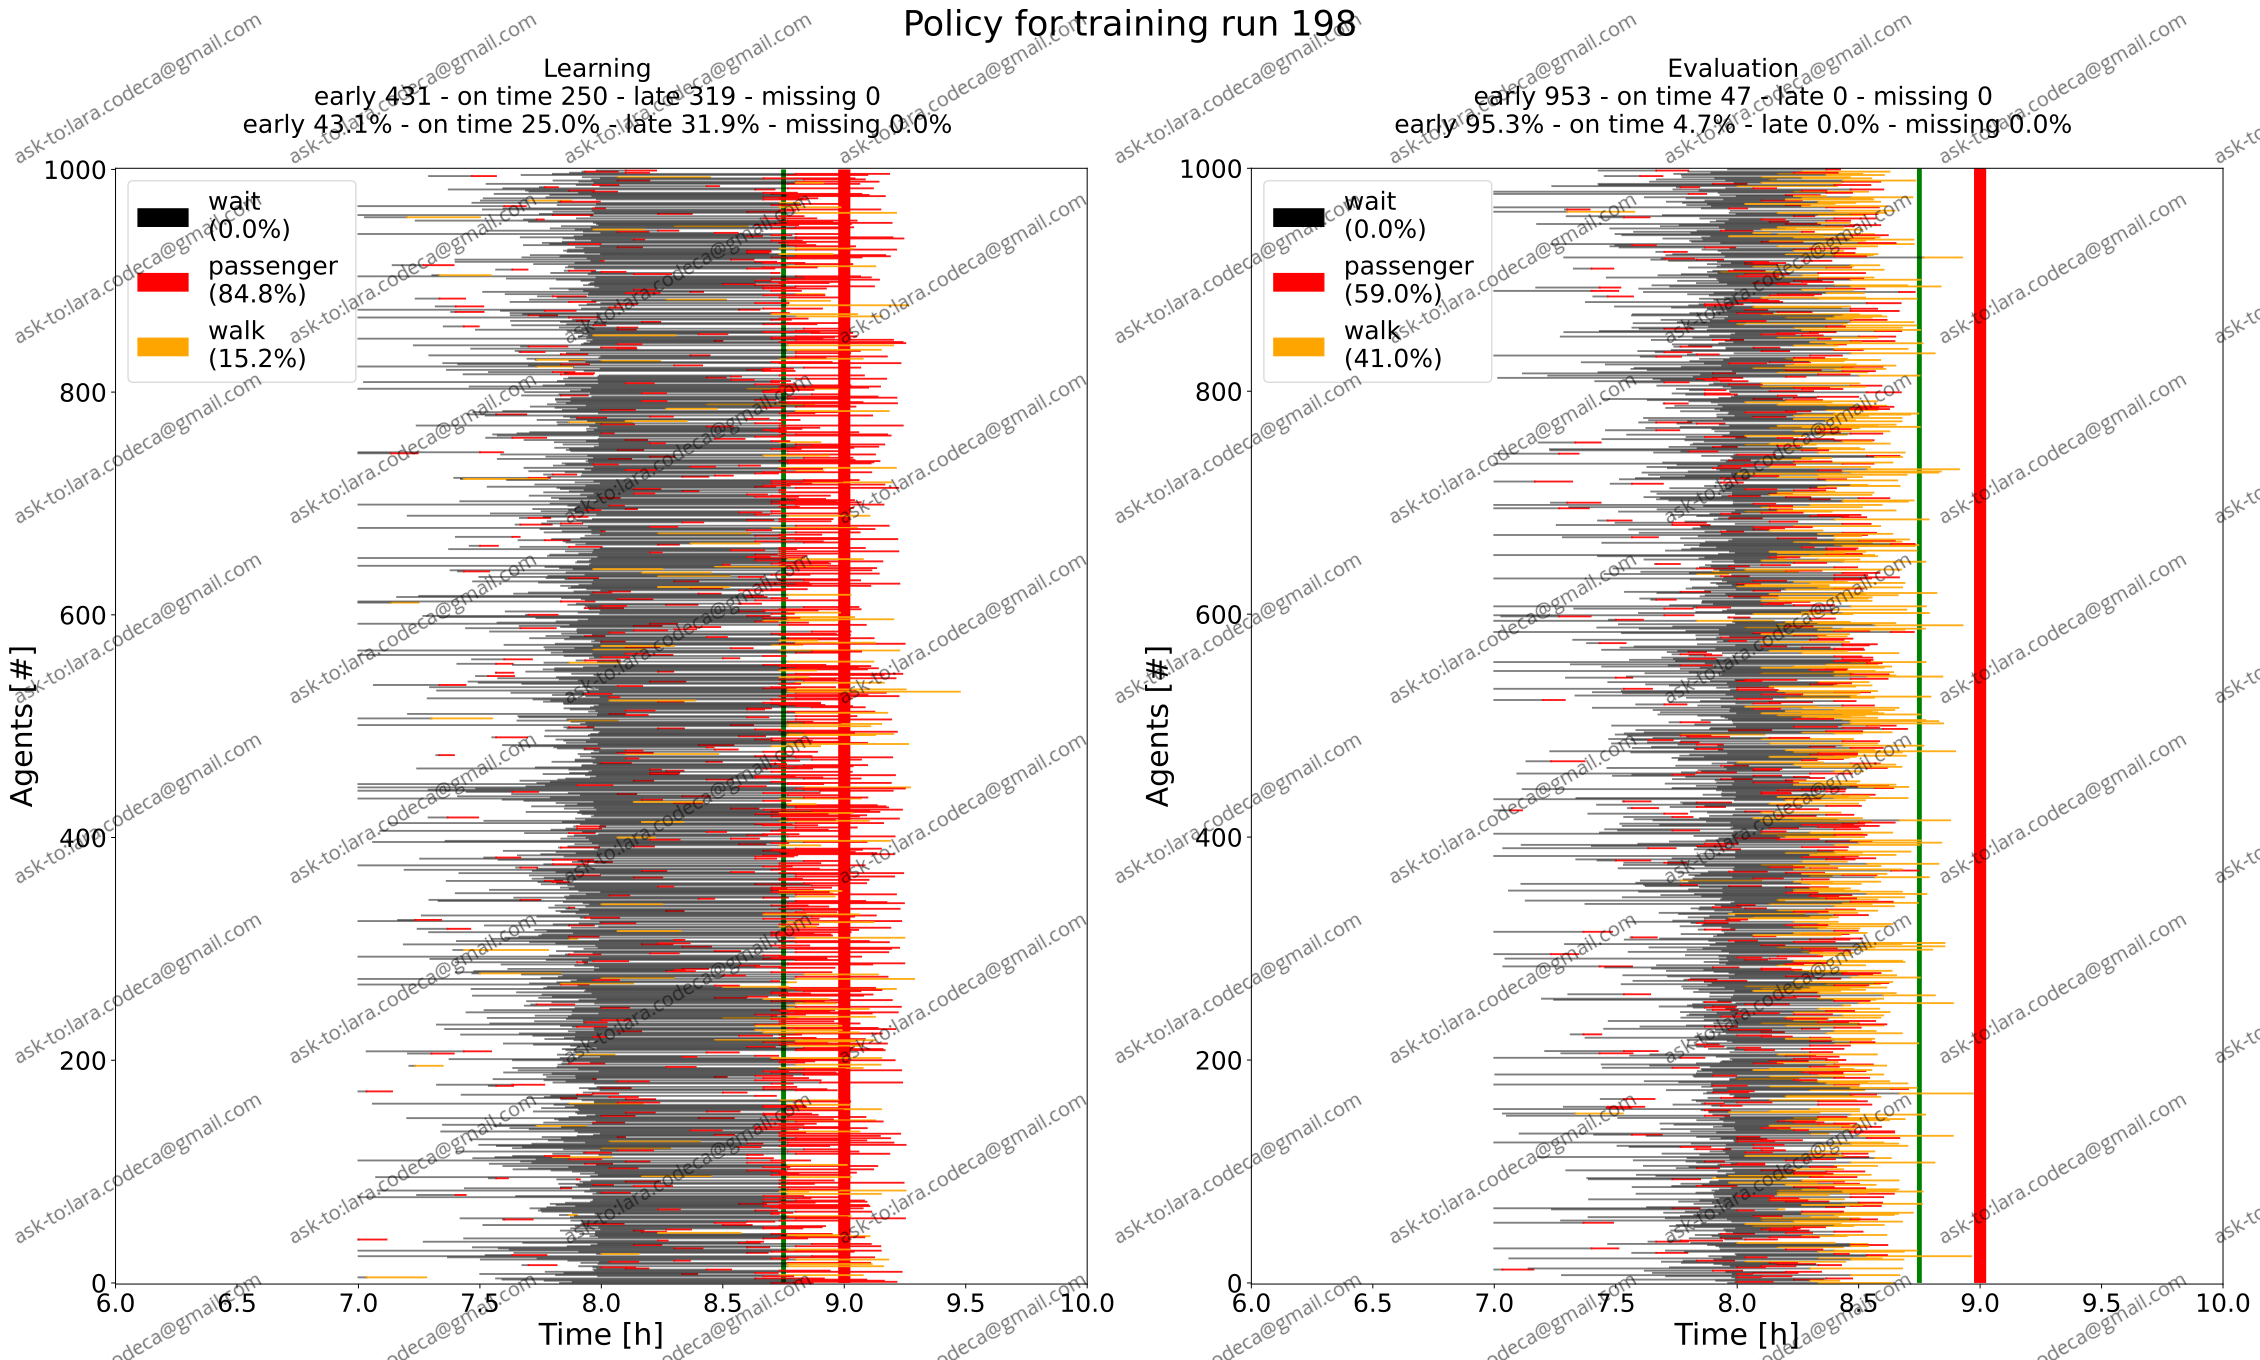 Policy for training run 198
Learning
early 431 - on time 250 - late 319 - missing 0
early 43.1% - on time 25.0% - late 31.9% - missing 0.0%
1000
800
600
400
200
0
Agents [#]
wait
(0.0%)
passenger
(84.8%)
walk
(15.2%)
6.0 6.5 7.0 7.5 8.0 8.5 9.0 9.5 10.0
Time [h]
Evaluation
early 953 - on time 47 - late 0 - missing 0
early 95.3% - on time 4.7% - late 0.0% - missing 0.0%
1000
800
600
400
200
0
Agents [#]
wait
(0.0%)
passenger
(59.0%)
walk
(41.0%)
6.0 6.5 7.0 7.5 8.0 8.5 9.0 9.5 10.0
Time [h]
ask-to:lara.codeca@gmail.com